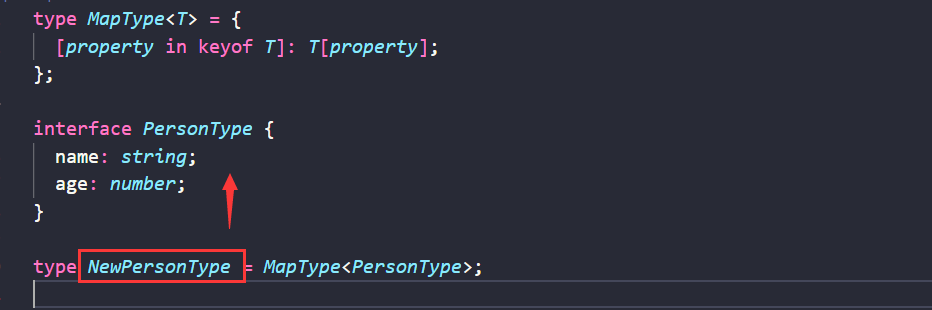 type MapType<T> = {
[property in keyof T]: T[property];
};
interface PersonType {
name: string;
age: number;
}
type NewPersonType = MapType<PersonType>;